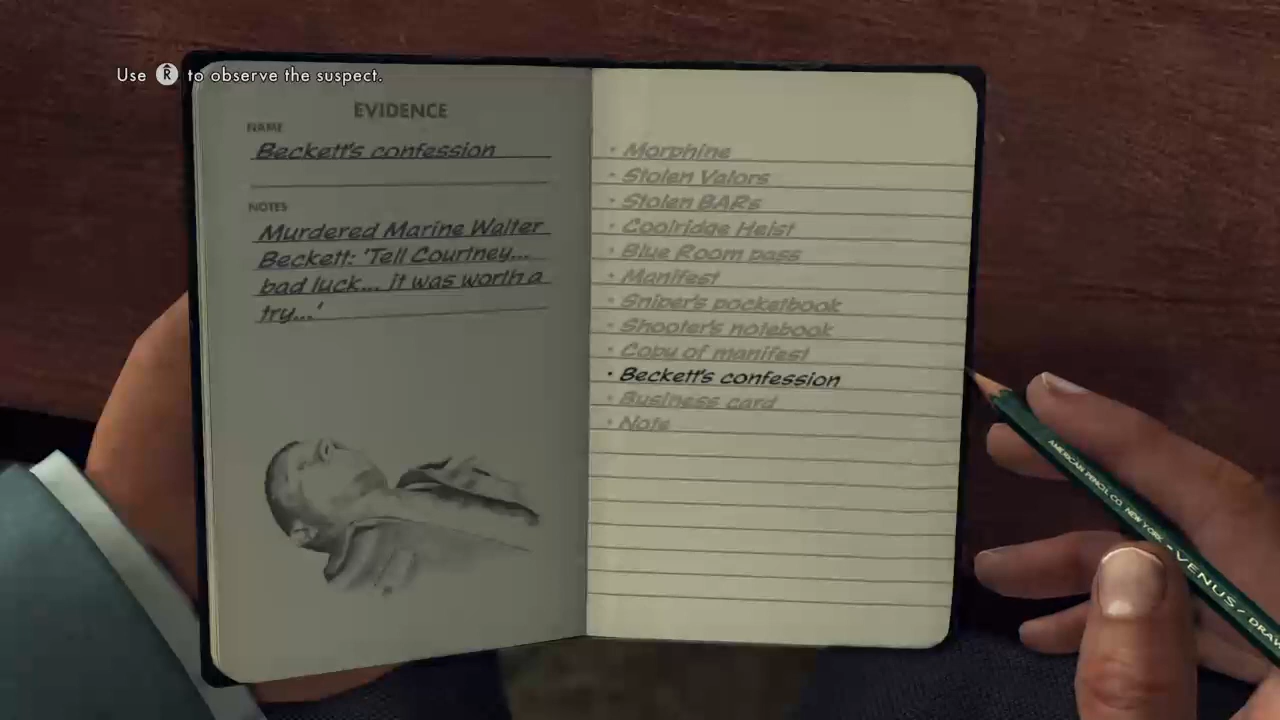 Use R to observe the suspect.
EVIDENCE
NAME
Beckett's confession
NOTES
Murdered Marine Walter
Beckett: 'Tell Courtney...
bad luck... it was worth a
try...'
• Morphine
• Stolen Valors
• Stolen BARs
• Coolridge Heist
• Blue Room pass
• Manifest
• Sniper's pocketbook
• Shooter's notebook
• Copy of manifest
• Beckett's confession
• Business card
• Note
AMERICAN PENCIL CO. NEW YORK - VENUS / DRAW